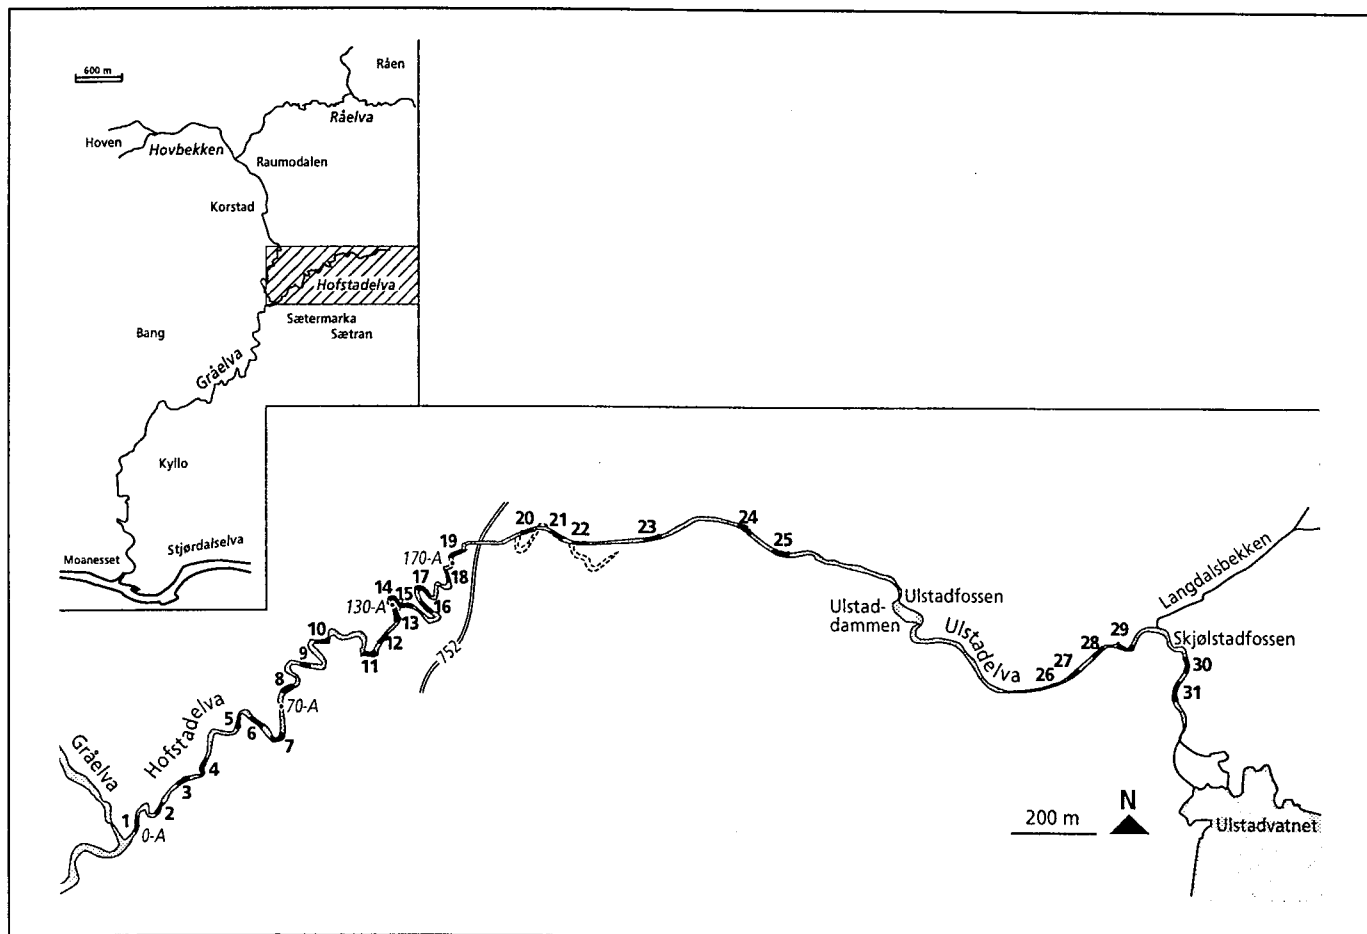 600 m
Råen
Råelva
Hoven
Hovbekken
Raumodalen
Korstad
Hofstadelva
Sætermarka
Sætran
Bang
Gråelva
Kyllo
Moanesset
Stjørdalselva
20
21
22
23
24
25
19
170-A
17
18
14
15
130-A
16
13
12
11
10
9
8
70-A
752
5
6
7
Hofstadelva
4
3
2
1
0-A
Gråelva
Ulstadfossen
Ulstad-
dammen
Ulstadelva
Langdalsbekken
29
28
27
26
Skjølstadfossen
30
31
200 m
N
Ulstadvatnet